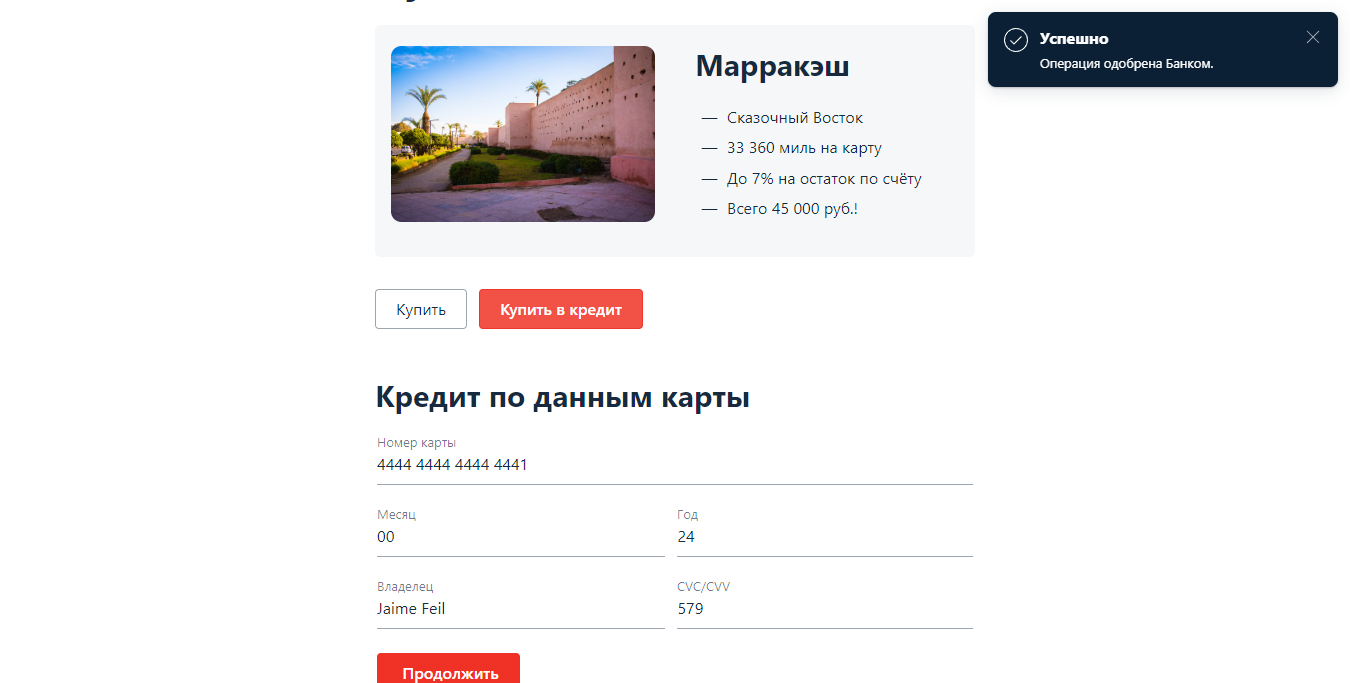 Марракэш
— Сказочный Восток
— 33 360 миль на карту
— До 7% на остаток по счёту
— Всего 45 000 руб.!
Успешно
Операция одобрена Банком.
Купить
Купить в кредит
Кредит по данным карты
Номер карты
4444 4444 4444 4441
Месяц
Год
00
24
Владелец
CVC/CVV
Jaime Feil
579
Продолжить